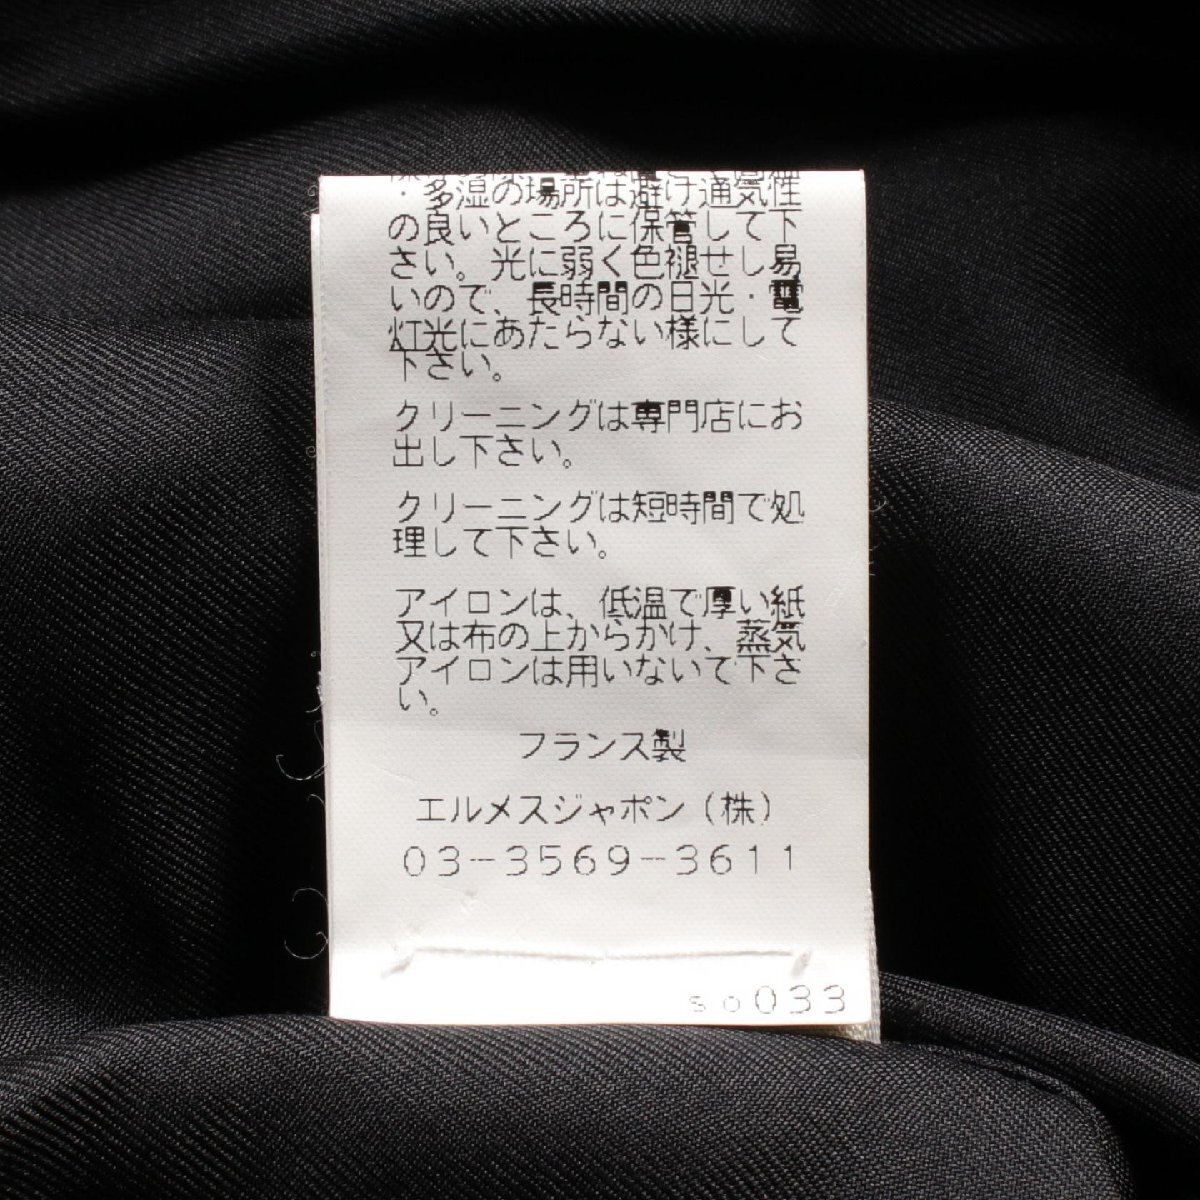 ・多湿の場所は避け通気性
の良いところに保管して下
さい。光に弱く色褪せし易
いので、長時間の日光・電
灯光にあたらない様にして
下さい。
クリーニングは専門店にお
出し下さい。
クリーニングは短時間で処
理して下さい。
アイロンは、低温で厚い紙
又は布の上からかけ、蒸気
アイロンは用いないで下さ
い。
フランス製
エルメスジャポン（株）
03-3569-3611
so033